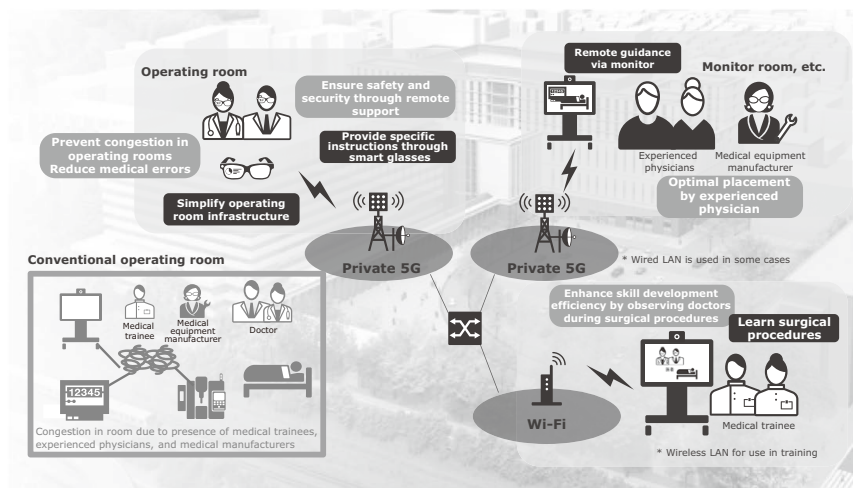 Operating room
Ensure safety and
security through remote
support
Prevent congestion in
operating rooms
Reduce medical errors
Provide specific
instructions through
smart glasses
Simplify operating
room infrastructure
Private 5G
Remote guidance
via monitor
Monitor room, etc.
Experienced
physicians
Medical equipment
manufacturer
Optimal placement
by experienced
physician
Private 5G
* Wired LAN is used in some cases
Conventional operating room
Medical
trainee
Medical
equipment
manufacturer
Doctor
12345
Congestion in room due to presence of medical trainees,
experienced physicians, and medical manufacturers
Enhance skill development
efficiency by observing doctors
during surgical procedures
Learn surgical
procedures
Wi-Fi
Medical trainee
* Wireless LAN for use in training